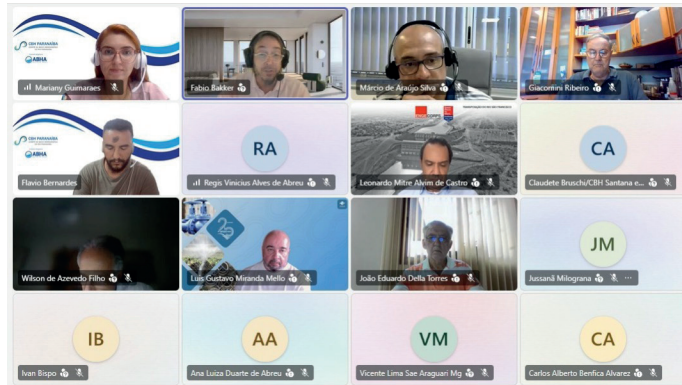 CBH PARANAÍBA
ABHA
Mariany Guimaraes
Fabio Bakker
Márcio de Araújo Silva
Giacomini Ribeiro
CBH PARANAÍBA
ABHA
Flavio Bernardes
RA
Regis Vinicius Alves de Abreu
Leonardo Mitre Alvim de Castro
CA
Claudete Bruschi/CBH Santana e...
Wilson de Azevedo Filho
Luis Gustavo Miranda Mello
João Eduardo Della Torres
JM
Jussanã Milograna
IB
Ivan Bispo
AA
Ana Luiza Duarte de Abreu
VM
Vicente Lima Sae Araguari Mg
CA
Carlos Alberto Benfica Alvarez